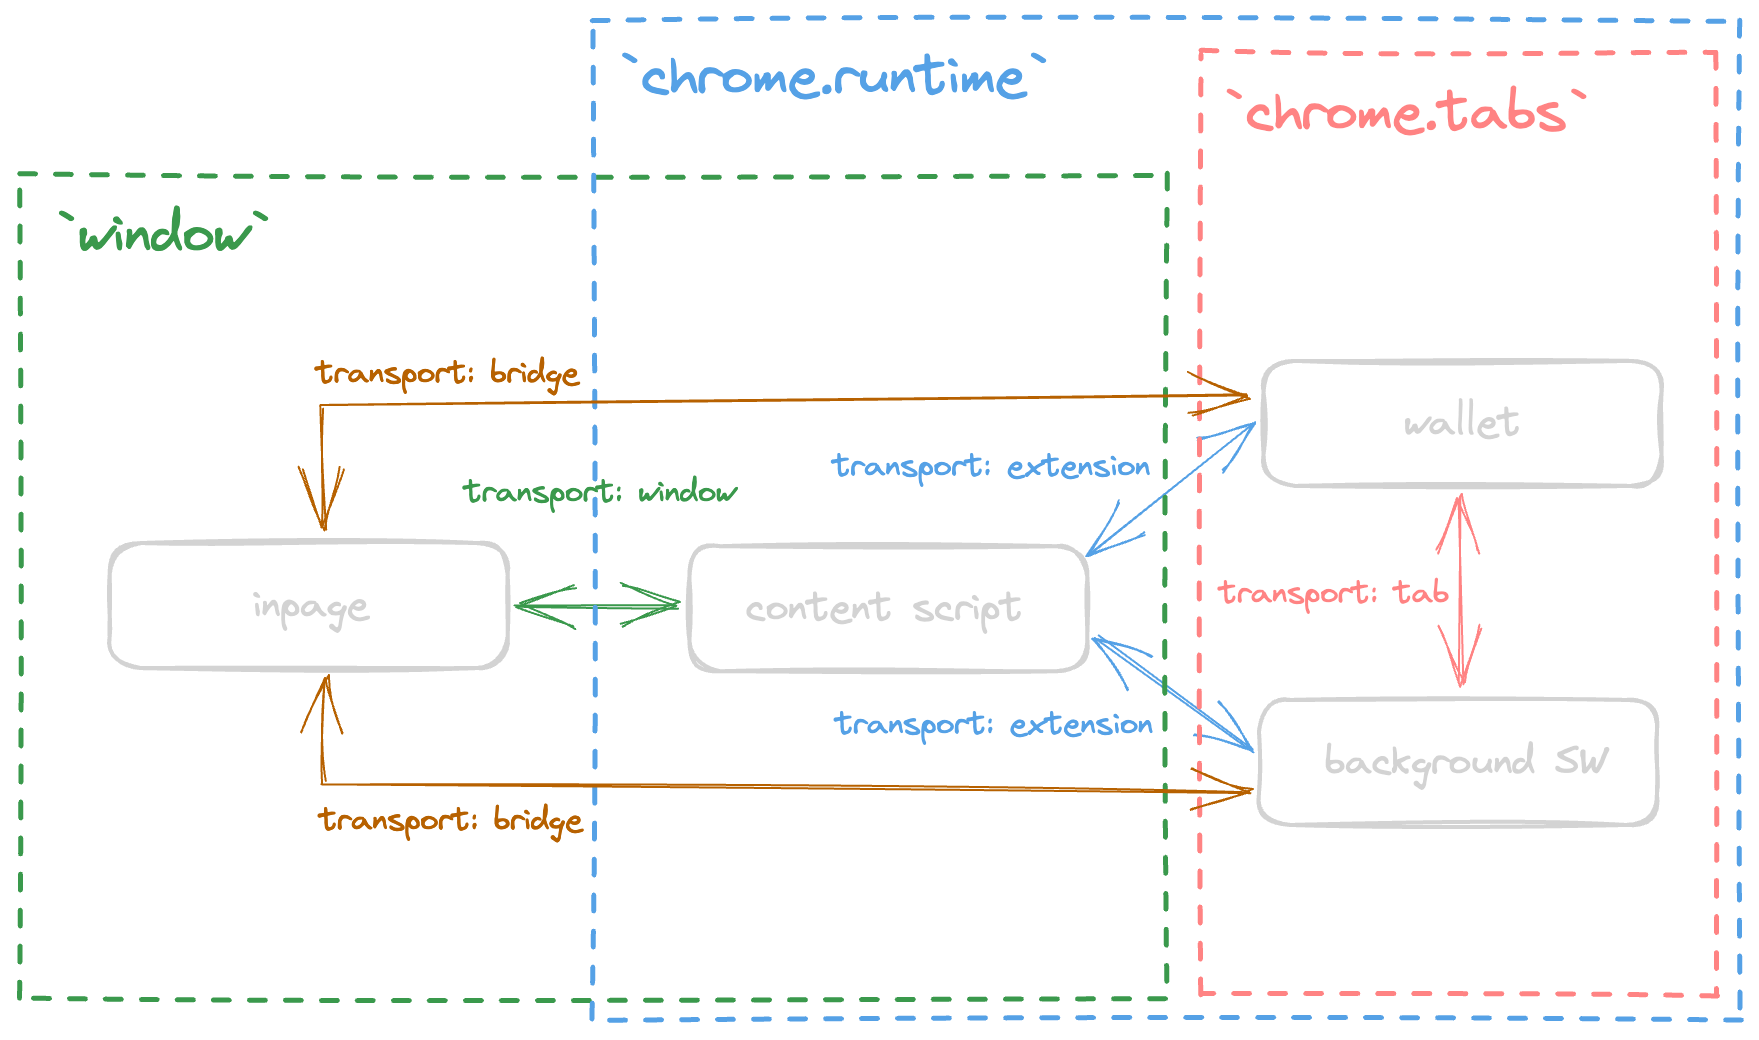 `chrome.runtime`
`chrome.tabs`
`window`
transport: bridge
wallet
transport: extension
transport: window
transport: tab
inpage
content script
transport: extension
background SW
transport: bridge